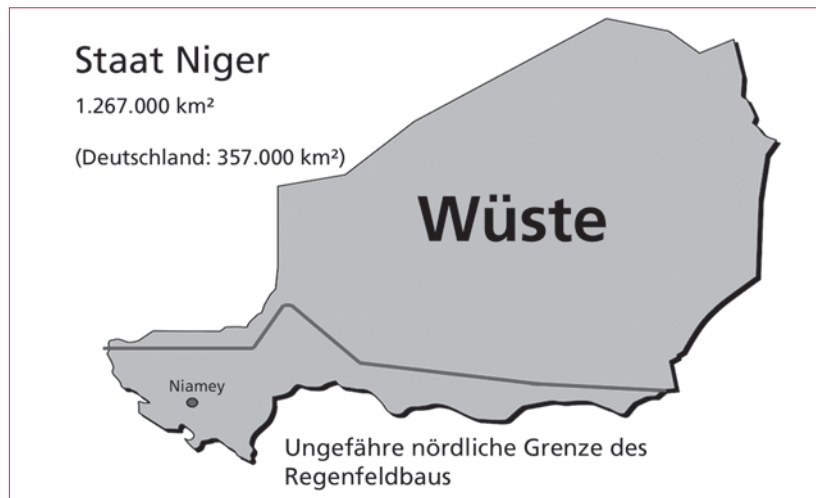 Staat Niger
1.267.000 km²
(Deutschland: 357.000 km²)
Wüste
Niamey
Ungefähre nördliche Grenze des
Regenfeldbaus